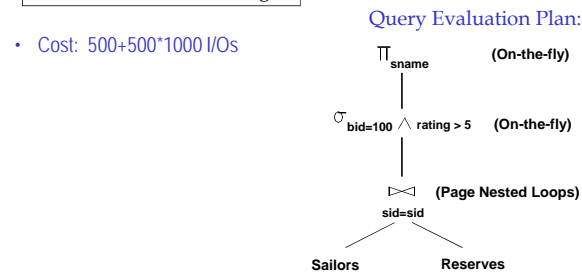 Query Evaluation Plan:
• Cost: 500+500*1000 I/Os
∏ sname (On-the-fly)
σ bid=100 ∧ rating > 5 (On-the-fly)
⋈ (Page Nested Loops)
sid=sid
Sailors Reserves